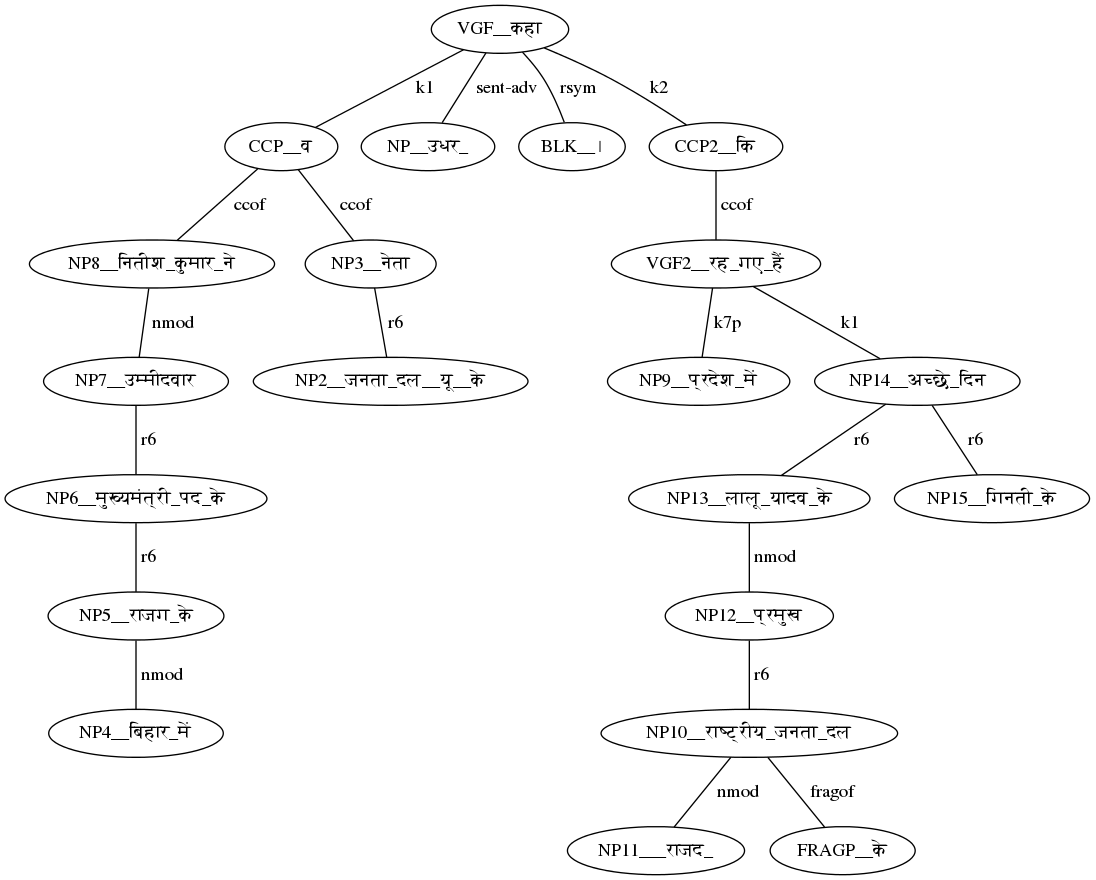 VGF__कहा
k1 sent-adv rsym k2
CCP__व NP__उधर_ BLK__। CCP2__कि
ccof ccof ccof
NP8__नितीश_कुमार_ने NP3__नेता VGF2__रह_गए_हैं
nmod r6 k7p k1
NP7__उम्मीदवार NP2__जनता_दल__यू__के NP9__प्रदेश_में NP14__अच्छे_दिन
r6 r6 r6
NP6__मुख्यमंत्री_पद_के NP13__लालू_यादव_के NP15__गिनती_के
r6 nmod
NP5__राजग_के NP12__प्रमुख
nmod r6
NP4__बिहार_में NP10__राष्ट्रीय_जनता_दल
nmod fragof
NP11___राजद_ FRAGP__के